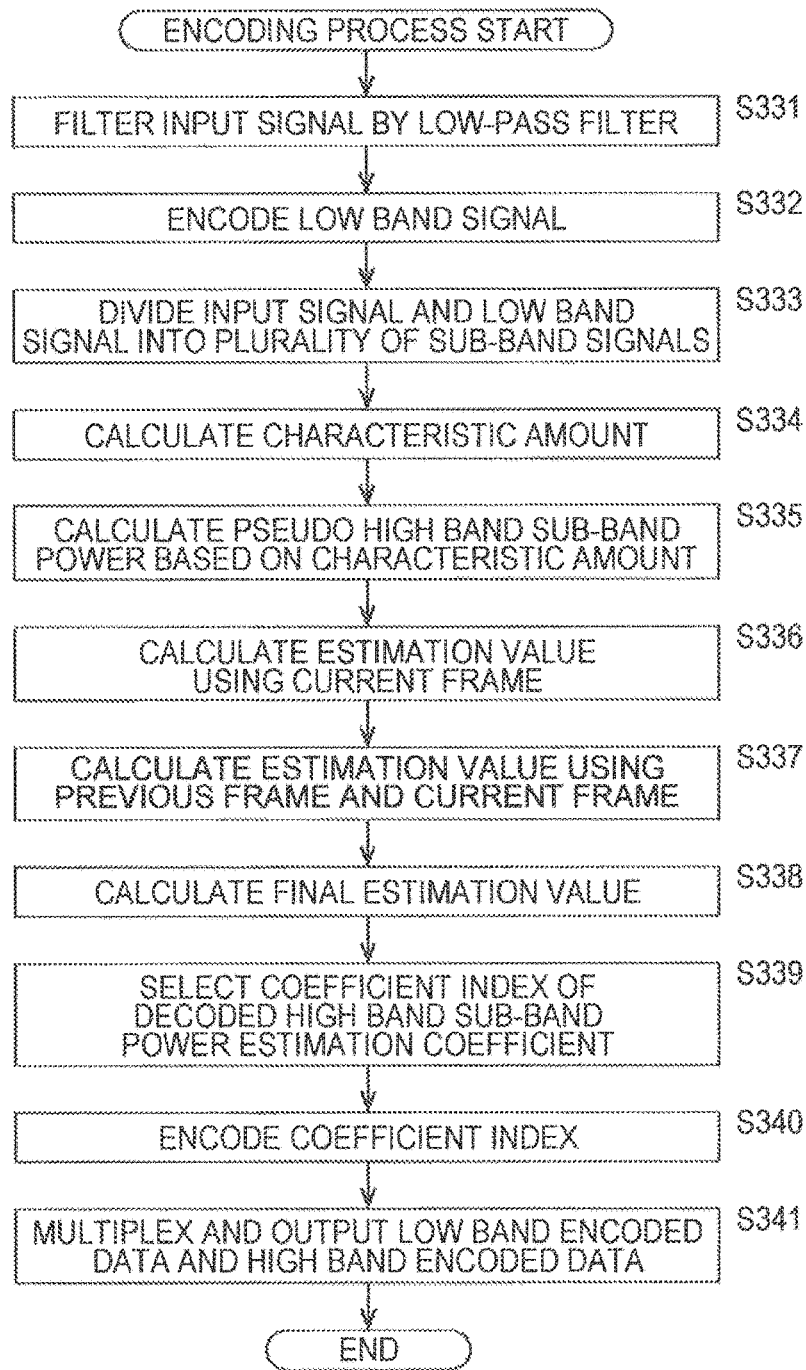 ENCODING PROCESS START
S331
FILTER INPUT SIGNAL BY LOW-PASS FILTER
S332
ENCODE LOW BAND SIGNAL
S333
DIVIDE INPUT SIGNAL AND LOW BAND
SIGNAL INTO PLURALITY OF SUB-BAND SIGNALS
S334
CALCULATE CHARACTERISTIC AMOUNT
S335
CALCULATE PSEUDO HIGH BAND SUB-BAND
POWER BASED ON CHARACTERISTIC AMOUNT
S336
CALCULATE ESTIMATION VALUE
USING CURRENT FRAME
S337
CALCULATE ESTIMATION VALUE USING
PREVIOUS FRAME AND CURRENT FRAME
S338
CALCULATE FINAL ESTIMATION VALUE
S339
SELECT COEFFICIENT INDEX OF
DECODED HIGH BAND SUB-BAND
POWER ESTIMATION COEFFICIENT
S340
ENCODE COEFFICIENT INDEX
S341
MULTIPLEX AND OUTPUT LOW BAND ENCODED
DATA AND HIGH BAND ENCODED DATA
END